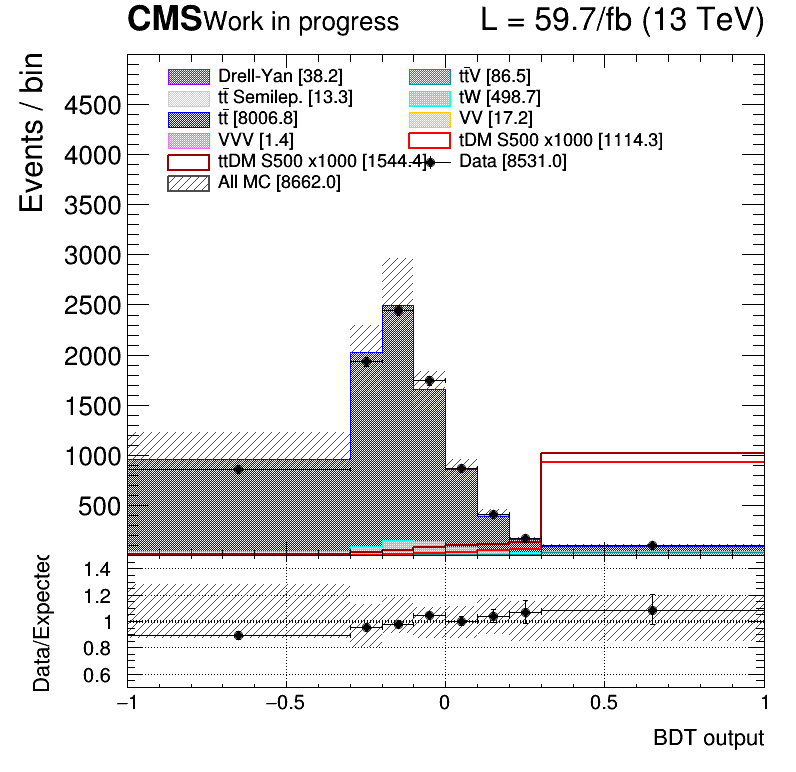 CMS Work in progress L = 59.7/fb (13 TeV)
Events / bin
Drell-Yan [38.2] tt̄V [86.5]
tt̄ Semilep. [13.3] tW [498.7]
tt̄ [8006.8] VV [17.2]
VVV [1.4] tDM S500 x1000 [1114.3]
ttDM S500 x1000 [1544.4] Data [8531.0]
All MC [8662.0]
4500
4000
3500
3000
2500
2000
1500
1000
500
Data/Expected
1.4
1.2
1
0.8
0.6
−1 −0.5 0 0.5 1
BDT output